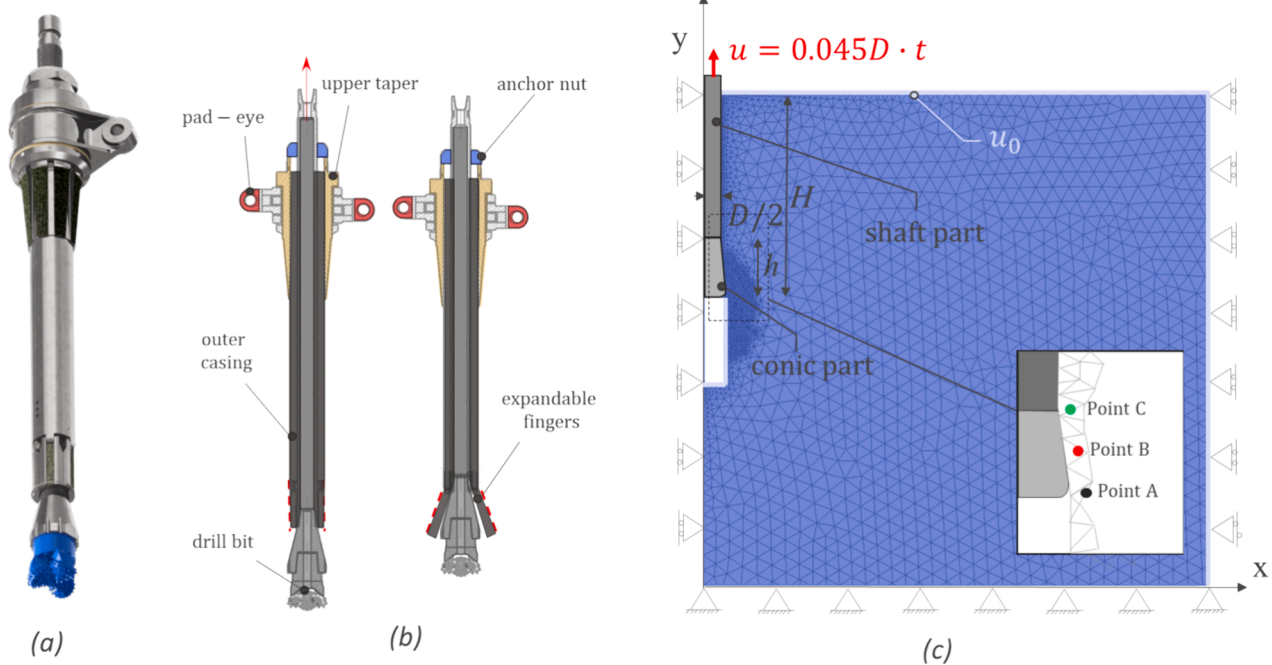 pad – eye
upper taper
anchor nut
outer
casing
expandable
fingers
drill bit
(a)
(b)
y
u = 0.045D · t
u₀
H
D/2
shaft part
h
conic part
Point C
Point B
Point A
x
(c)